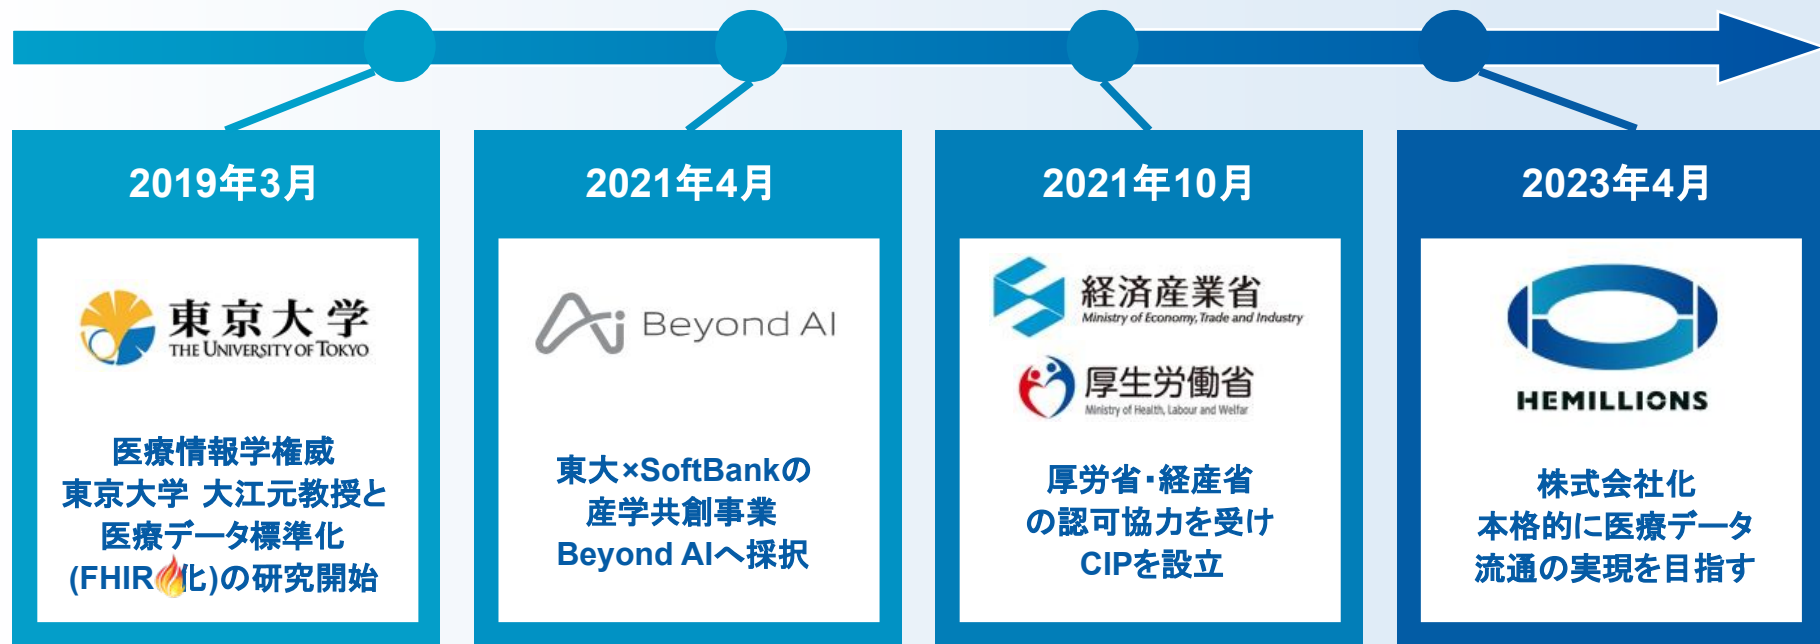 2019年3月
東京大学
THE UNIVERSITY OF TOKYO
医療情報学権威
東京大学 大江元教授と
医療データ標準化
(FHIR🔥化)の研究開始
2021年4月
Beyond AI
東大×SoftBankの
産学共創事業
Beyond AIへ採択
2021年10月
経済産業省
Ministry of Economy, Trade and Industry
厚生労働省
Ministry of Health, Labour and Welfar
厚労省・経産省
の認可協力を受け
CIPを設立
2023年4月
HEMILLIONS
株式会社化
本格的に医療データ
流通の実現を目指す